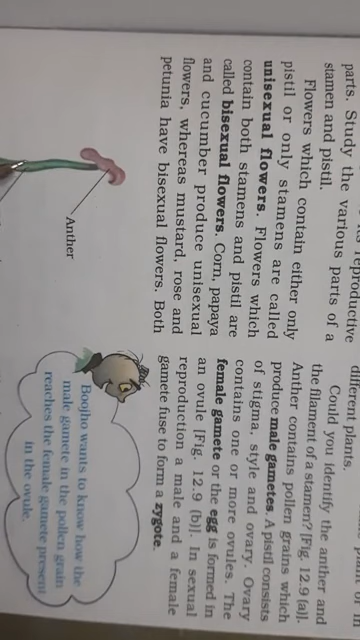 reproductive
parts. Study the various parts of a
stamen and pistil.
Flowers which contain either only
pistil or only stamens are called
unisexual flowers. Flowers which
contain both stamens and pistil are
called bisexual flowers. Corn, papaya
and cucumber produce unisexual
flowers, whereas mustard, rose and
petunia have bisexual flowers. Both
Anther
different plants.
Could you identify the anther and
the filament of a stamen? [Fig. 12.9 (a)].
Anther contains pollen grains which
produce male gametes. A pistil consists
of stigma, style and ovary. Ovary
contains one or more ovules. The
female gamete or the egg is formed in
an ovule [Fig. 12.9 (b)]. In sexual
reproduction a male and a female
gamete fuse to form a zygote.
Boojho wants to know how the
male gamete in the pollen grain
reaches the female gamete present
in the ovule.